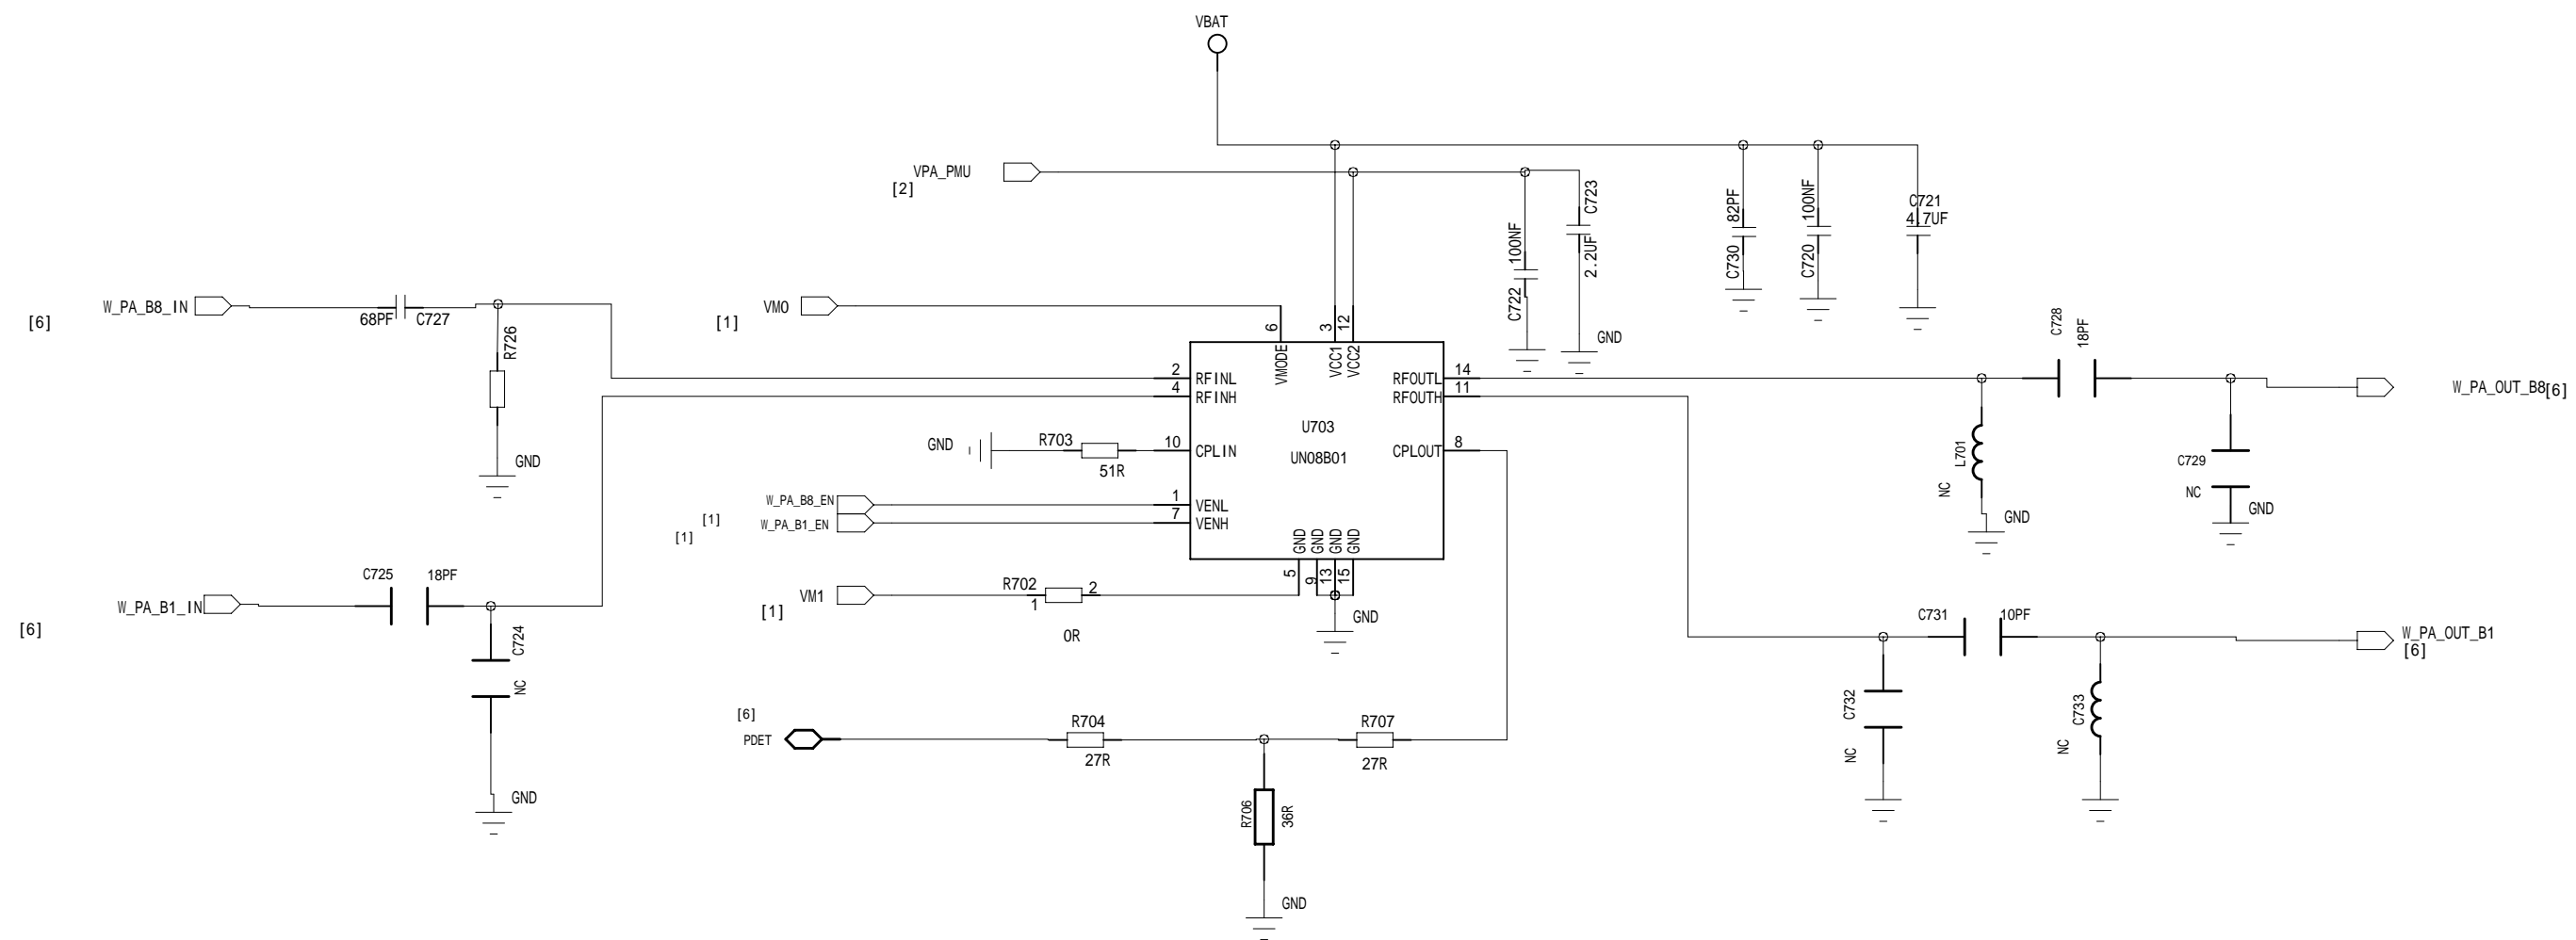 VBAT
VPA_PMU
[2]
C723
2.2UF
100NF
C722
GND
82PF
C730
100NF
C720
C721
4.7UF
[6]
W_PA_B8_IN
68PF
C727
R726
GND
[1]
VM0
6
3
12
VMODE
VCC1
VCC2
2
RFINL
4
RFINH
10
CPLIN
1
VENL
7
VENH
RFOUTL
14
RFOUTH
11
CPLOUT
8
U703
UN08B01
GND
R703
51R
W_PA_B8_EN
[1]
W_PA_B1_EN
[1]
GND
GND
GND
GND
5
9
13
15
GND
VM1
[1]
R702
1
2
0R
[6]
W_PA_B1_IN
C725
18PF
C724
NC
GND
[6]
PDET
R704
27R
R707
27R
R706
36R
GND
C728
18PF
L701
NC
GND
C729
NC
GND
W_PA_OUT_B8[6]
C731
10PF
C732
NC
C733
NC
W_PA_OUT_B1
[6]